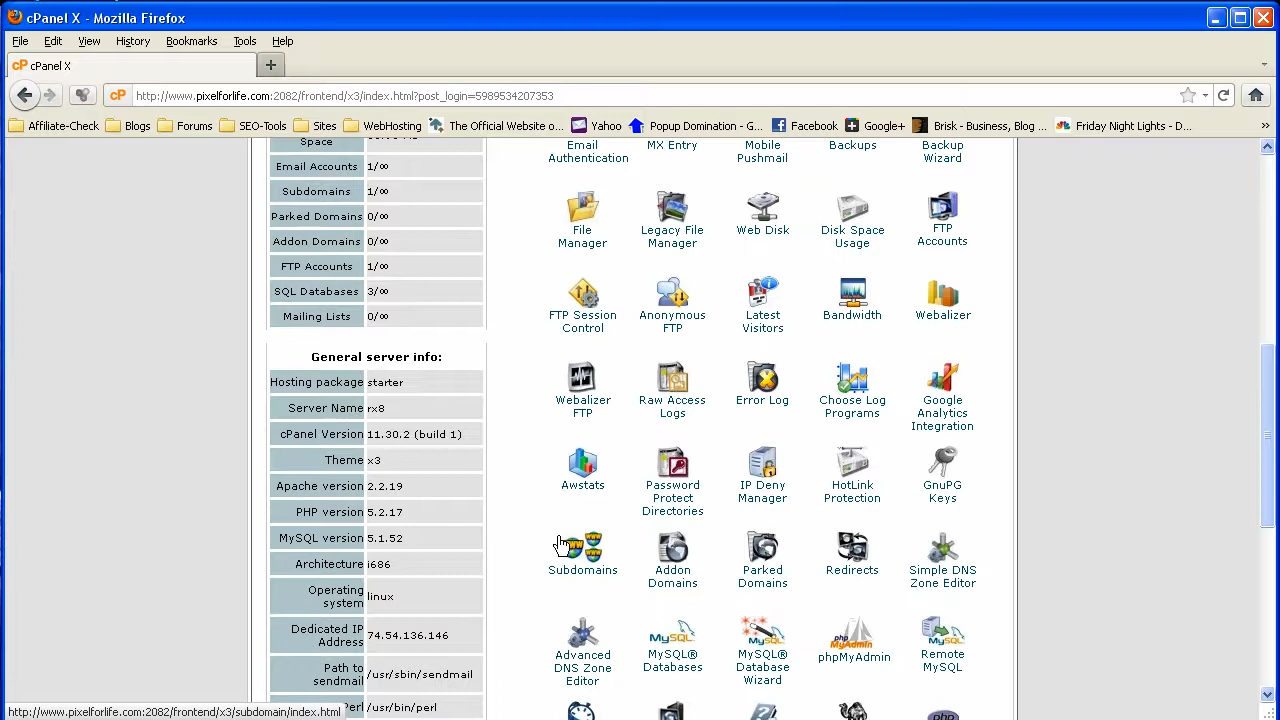 cPanel X - Mozilla Firefox
File Edit View History Bookmarks Tools Help
cP cPanel X
cP http://www.pixelforlife.com:2082/frontend/x3/index.html?post_login=5989534207353
Affiliate-Check Blogs Forums SEO-Tools Sites WebHosting The Official Website o... Yahoo Popup Domination - G... Facebook Google+ Brisk - Business, Blog ... Friday Night Lights - D...
Space
Email Accounts 1/∞
Subdomains 1/∞
Parked Domains 0/∞
Addon Domains 0/∞
FTP Accounts 1/∞
SQL Databases 3/∞
Mailing Lists 0/∞
General server info:
Hosting package starter
Server Name rx8
cPanel Version 11.30.2 (build 1)
Theme x3
Apache version 2.2.19
PHP version 5.2.17
MySQL version 5.1.52
Architecture i686
Operating system linux
Dedicated IP Address 74.54.136.146
Path to sendmail /usr/sbin/sendmail
Perl /usr/bin/perl
Email Authentication
MX Entry
Mobile Pushmail
Backups
Backup Wizard
File Manager
Legacy File Manager
Web Disk
Disk Space Usage
FTP Accounts
FTP Session Control
Anonymous FTP
Latest Visitors
Bandwidth
Webalizer
Webalizer FTP
Raw Access Logs
Error Log
Choose Log Programs
Google Analytics Integration
Awstats
Password Protect Directories
IP Deny Manager
HotLink Protection
GnuPG Keys
Subdomains
Addon Domains
Parked Domains
Redirects
Simple DNS Zone Editor
Advanced DNS Zone Editor
MySQL® Databases
MySQL® Database Wizard
phpMyAdmin
Remote MySQL
http://www.pixelforlife.com:2082/frontend/x3/subdomain/index.html